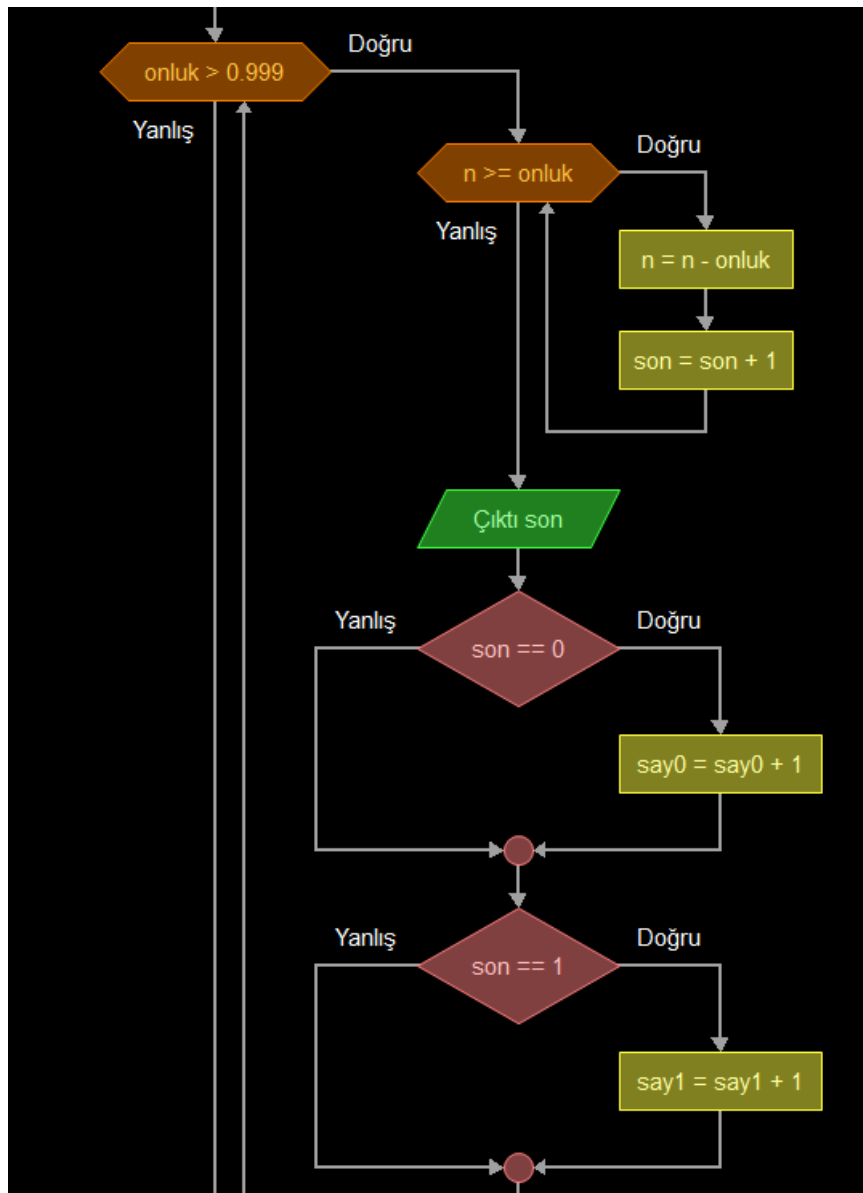 onluk > 0.999
Doğru
Yanlış
n >= onluk
Doğru
Yanlış
n = n - onluk
son = son + 1
Çıktı son
Yanlış
son == 0
Doğru
say0 = say0 + 1
Yanlış
son == 1
Doğru
say1 = say1 + 1